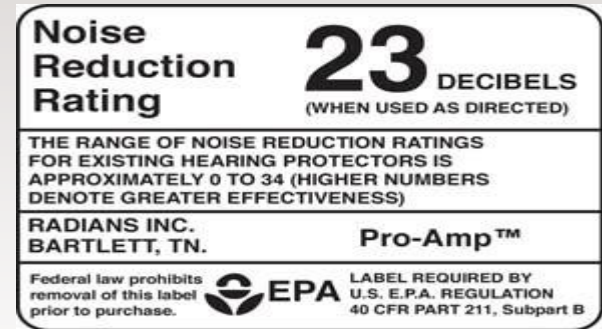 Noise
Reduction
Rating
23 DECIBELS
(WHEN USED AS DIRECTED)
THE RANGE OF NOISE REDUCTION RATINGS
FOR EXISTING HEARING PROTECTORS IS
APPROXIMATELY 0 TO 34 (HIGHER NUMBERS
DENOTE GREATER EFFECTIVENESS)
RADIANS INC.
BARTLETT, TN.
Pro-Amp™
Federal law prohibits
removal of this label
prior to purchase.
EPA
LABEL REQUIRED BY
U.S. E.P.A. REGULATION
40 CFR PART 211, Subpart B